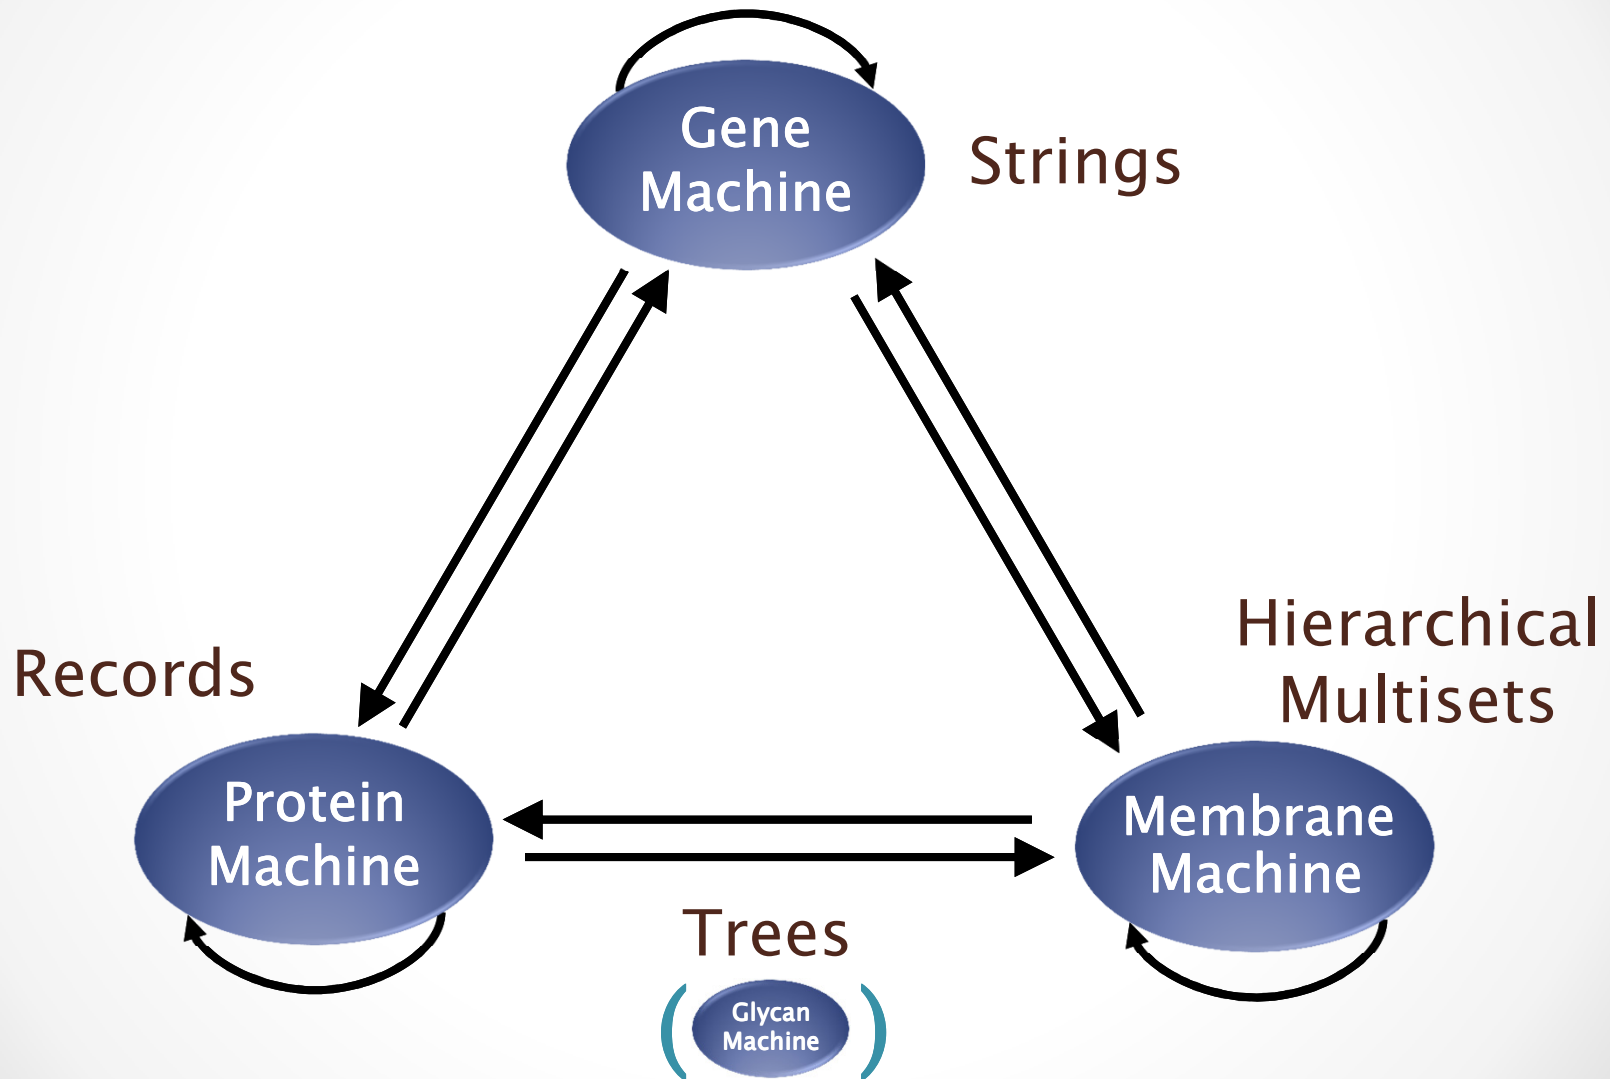 Gene
Machine
Strings
Hierarchical
Multisets
Records
Protein
Machine
Membrane
Machine
Trees
(Glycan
Machine)